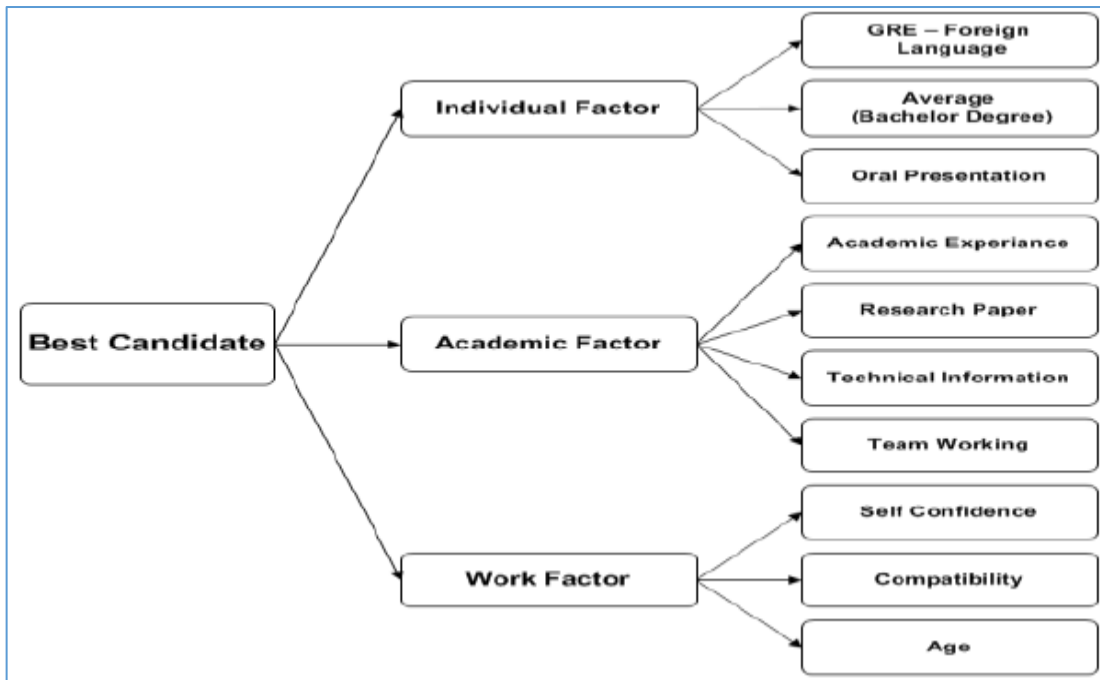 GRE – Foreign
Language
Individual Factor
Average
(Bachelor Degree)
Oral Presentation
Academic Experiance
Research Paper
Best Candidate
Academic Factor
Technical Information
Team Working
Self Confidence
Work Factor
Compatibility
Age